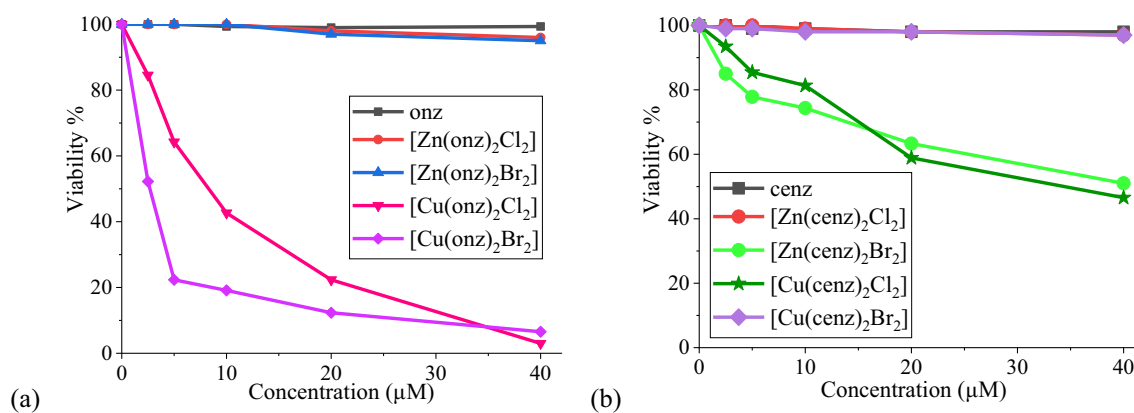 100
80
60
40
20
0
Viability %
onz
[Zn(onz)₂Cl₂]
[Zn(onz)₂Br₂]
[Cu(onz)₂Cl₂]
[Cu(onz)₂Br₂]
0 10 20 30 40
Concentration (μM)
(a)
100
80
60
40
20
0
Viability %
cenz
[Zn(cenz)₂Cl₂]
[Zn(cenz)₂Br₂]
[Cu(cenz)₂Cl₂]
[Cu(cenz)₂Br₂]
0 10 20 30 40
Concentration (μM)
(b)